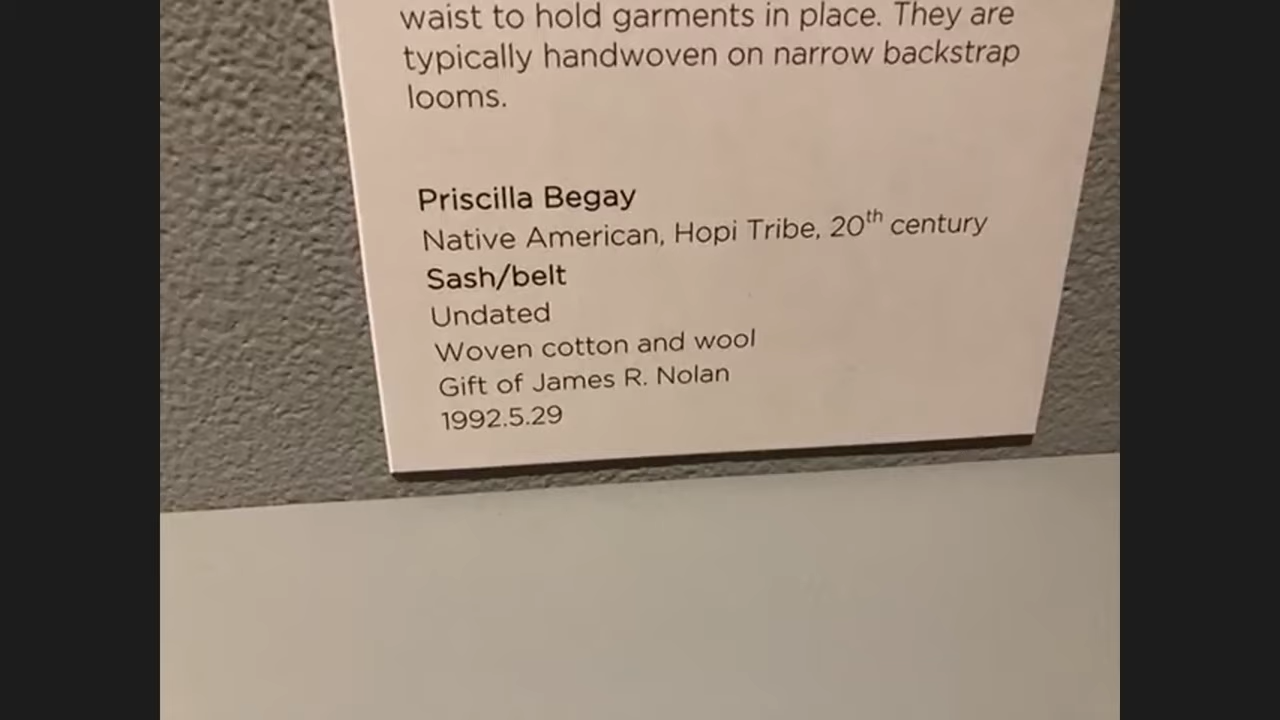 waist to hold garments in place. They are
typically handwoven on narrow backstrap
looms.
Priscilla Begay
Native American, Hopi Tribe, 20th century
Sash/belt
Undated
Woven cotton and wool
Gift of James R. Nolan
1992.5.29